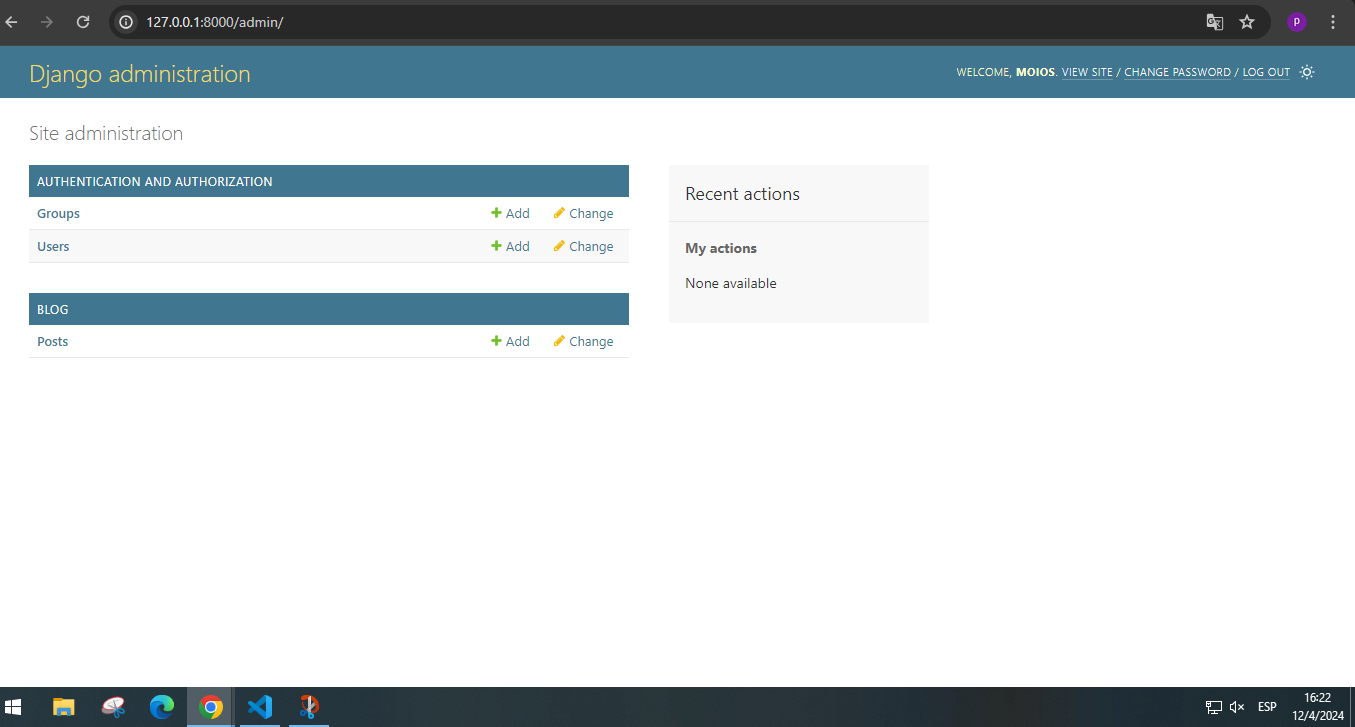 127.0.0.1:8000/admin/
P
Django administration
WELCOME, MOIOS. VIEW SITE / CHANGE PASSWORD / LOG OUT
Site administration
AUTHENTICATION AND AUTHORIZATION
Groups Add Change
Users Add Change
BLOG
Posts Add Change
Recent actions
My actions
None available
ESP
16:22
12/4/2024